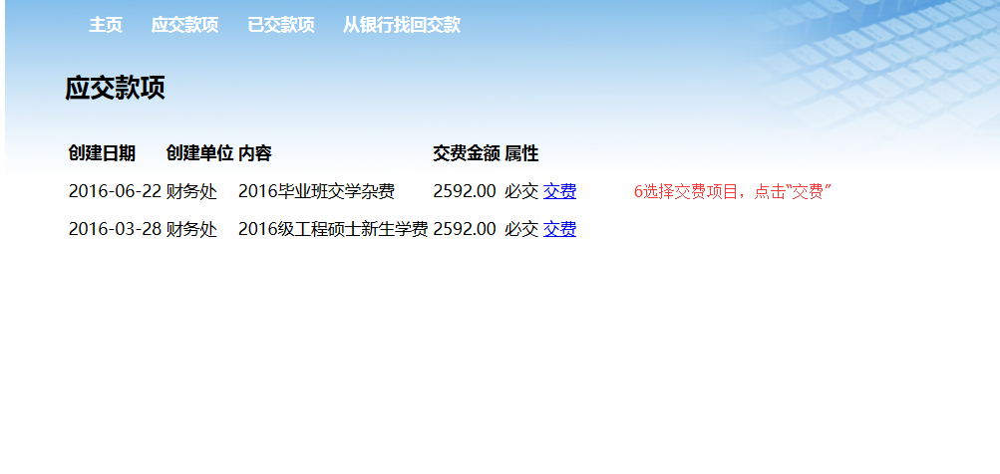 主页 应交款项 已交款项 从银行找回交款
应交款项
创建日期 创建单位 内容 交费金额 属性
2016-06-22 财务处 2016毕业班交学杂费 2592.00 必交 交费 6选择交费项目，点击“交费”
2016-03-28 财务处 2016级工程硕士新生学费 2592.00 必交 交费